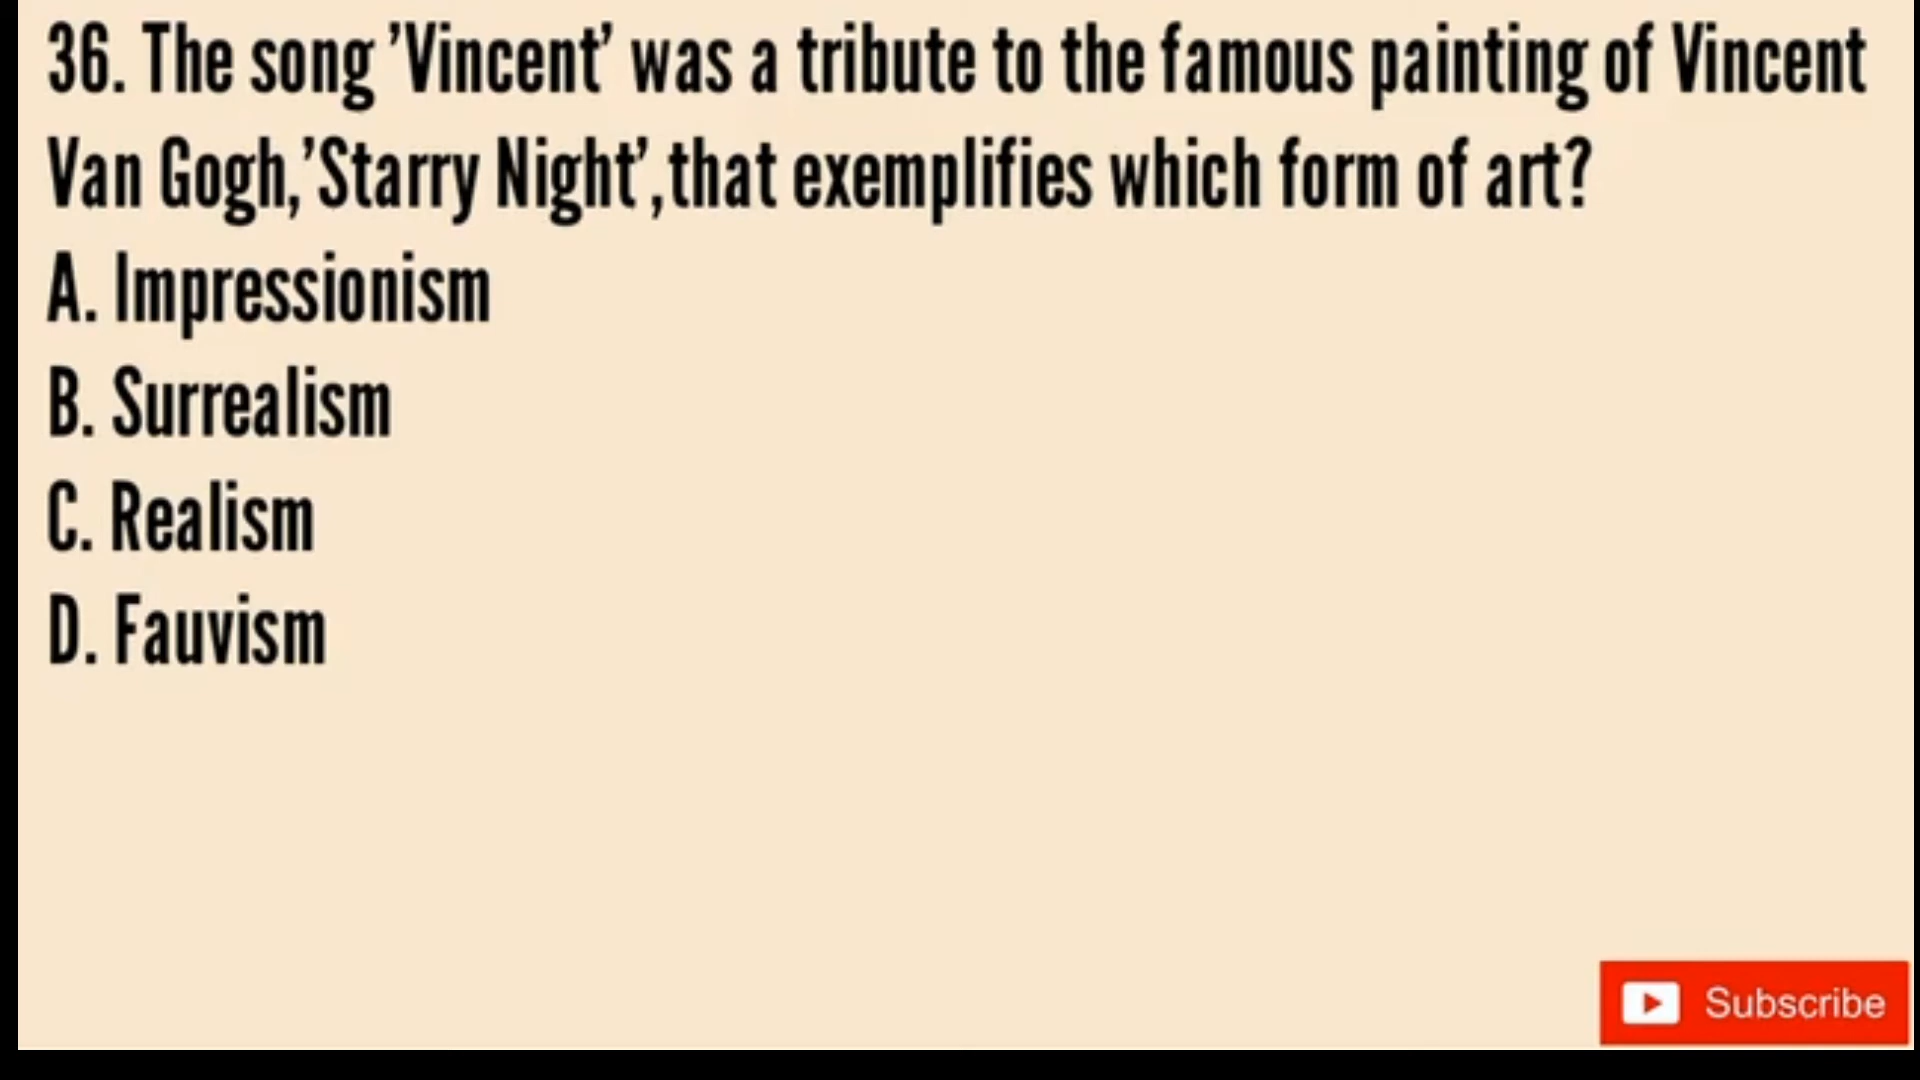 36. The song 'Vincent' was a tribute to the famous painting of Vincent
Van Gogh,'Starry Night',that exemplifies which form of art?
A. Impressionism
B. Surrealism
C. Realism
D. Fauvism
Subscribe